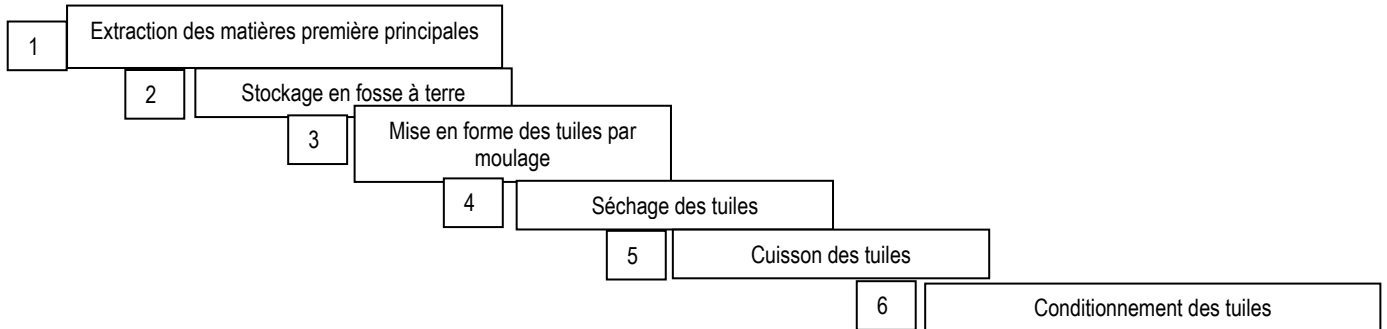 1
Extraction des matières première principales
2
Stockage en fosse à terre
3
Mise en forme des tuiles par
moulage
4
Séchage des tuiles
5
Cuisson des tuiles
6
Conditionnement des tuiles